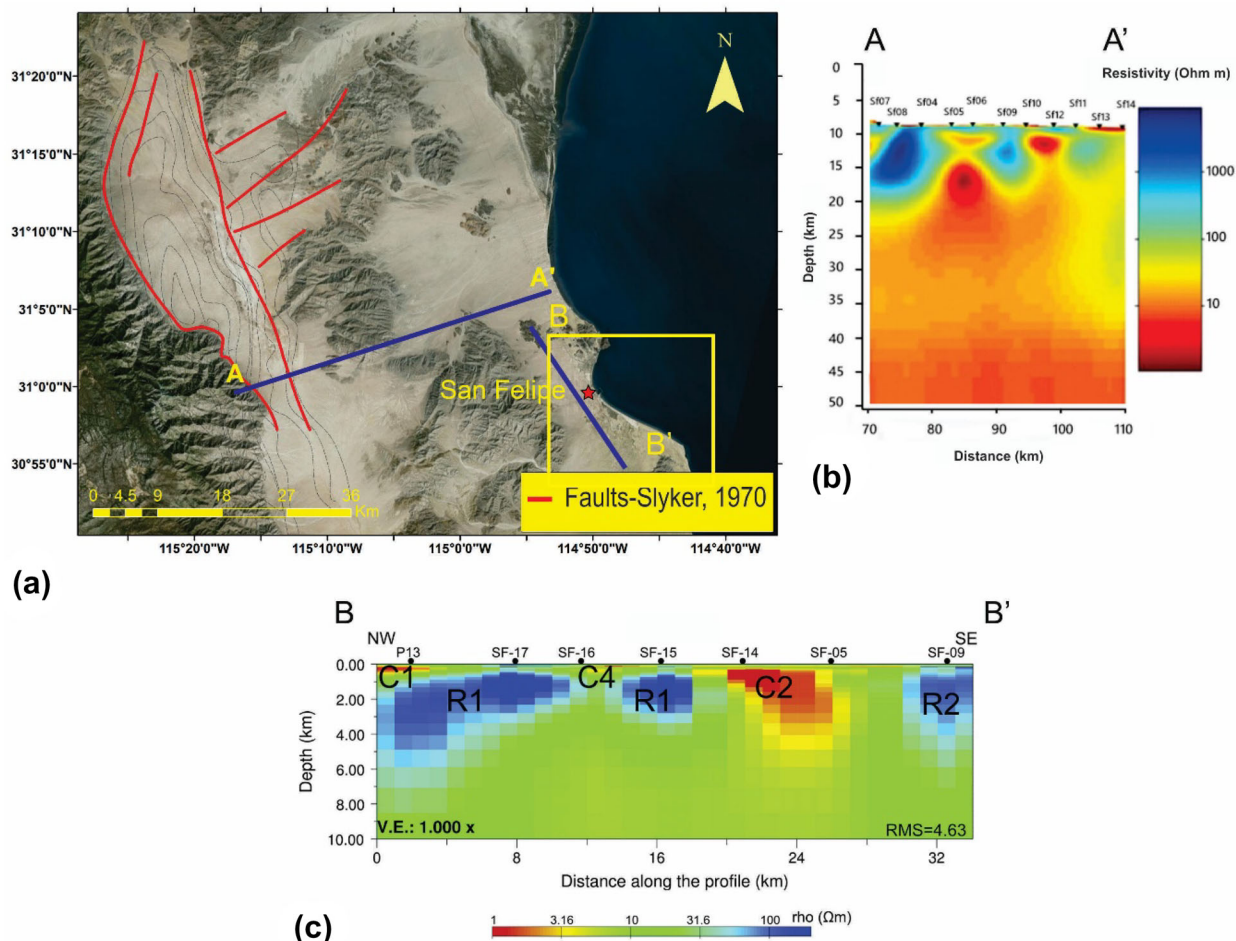 N
31°20'0"N
31°15'0"N
31°10'0"N
31°5'0"N
31°0'0"N
30°55'0"N
A'
B
A
San Felipe
B'
0 4.5 9 18 27 36
Km
Faults-Slyker, 1970
115°20'0"W 115°10'0"W 115°0'0"W 114°50'0"W 114°40'0"W
(a)
A A'
Resistivity (Ohm m)
Sf07 Sf08 Sf04 Sf05 Sf06 Sf09 Sf10 Sf12 Sf11 Sf13 Sf14
0
5
10
15
20
25
30
35
40
45
50
Depth (km)
70 80 90 100 110
Distance (km)
1000
100
10
(b)
B B'
NW SE
P13 SF-17 SF-16 SF-15 SF-14 SF-05 SF-09
0.00
2.00
4.00
6.00
8.00
10.00
Depth (km)
C1 R1 C4 R1 C2 R2
V.E.: 1.000 x RMS=4.63
0 8 16 24 32
Distance along the profile (km)
1 3.16 10 31.6 100 rho (Ωm)
(c)